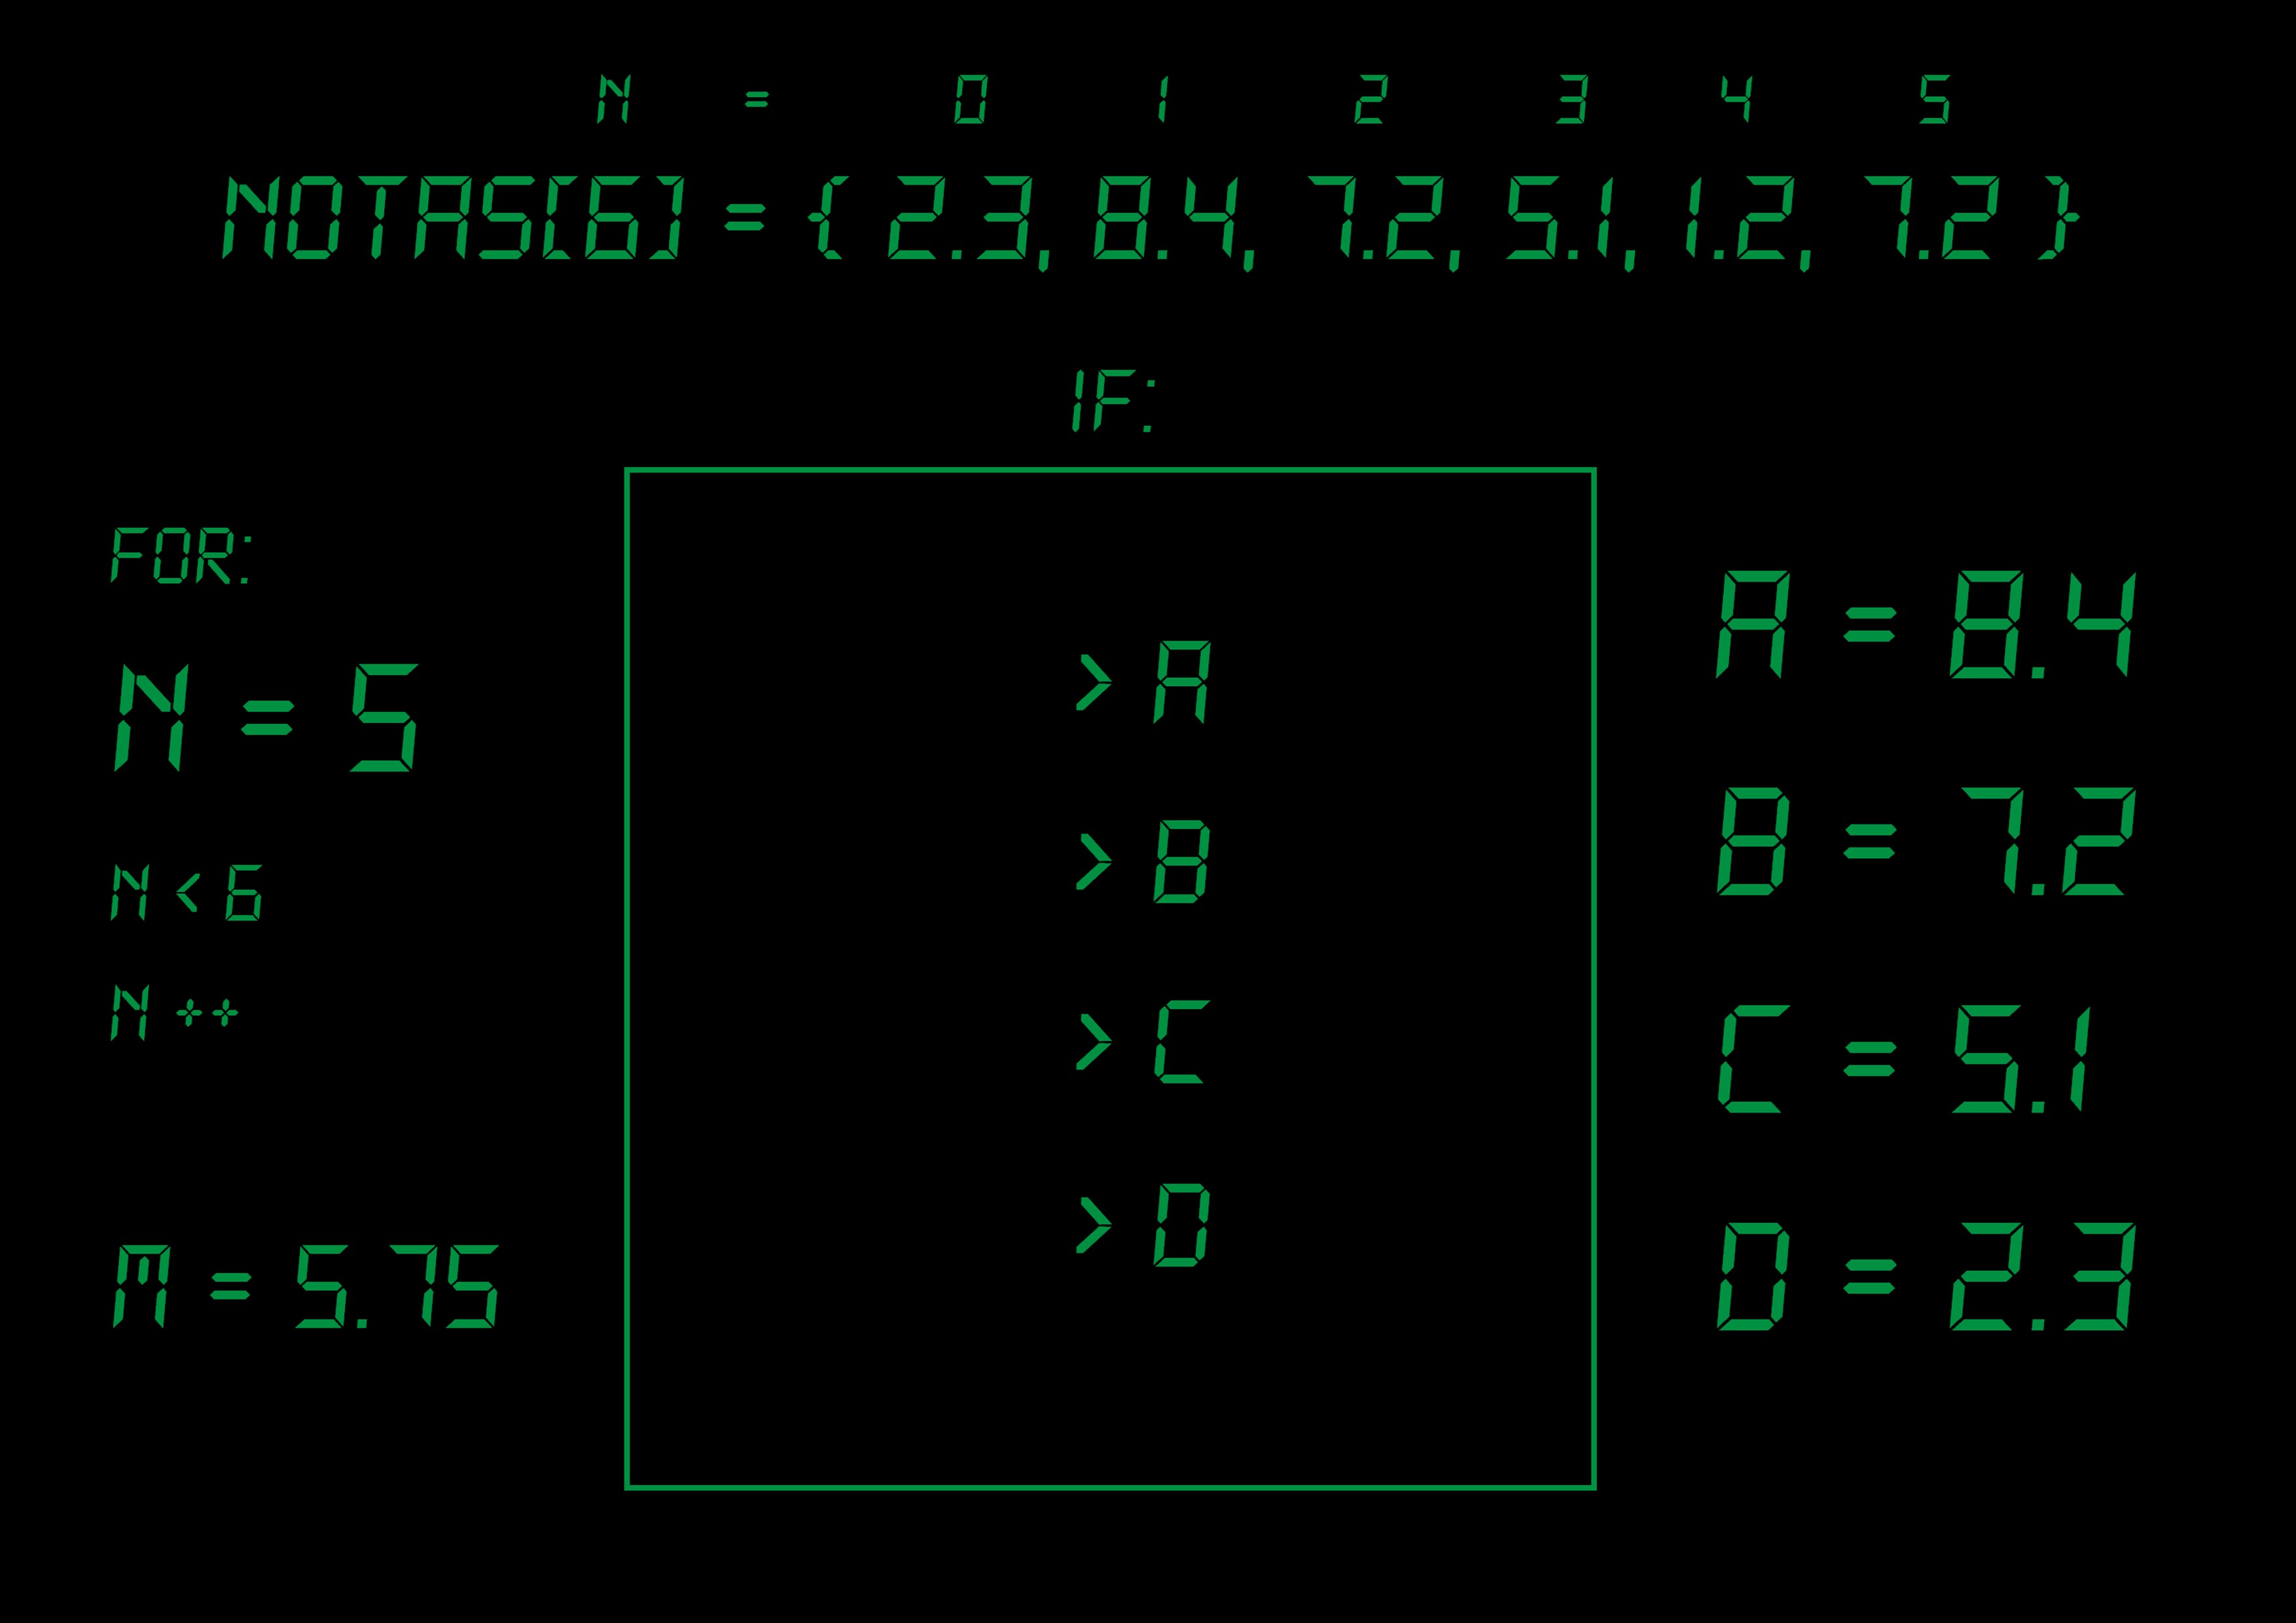 N = 0 1 2 3 4 5
NOTAS[6] = { 2.3, 8.4, 7.2, 5.1, 1.2, 7.2 }
IF:
FOR:
N = 5
N < 6
N ++
M = 5.75
> A
> B
> C
> D
A = 8.4
B = 7.2
C = 5.1
D = 2.3